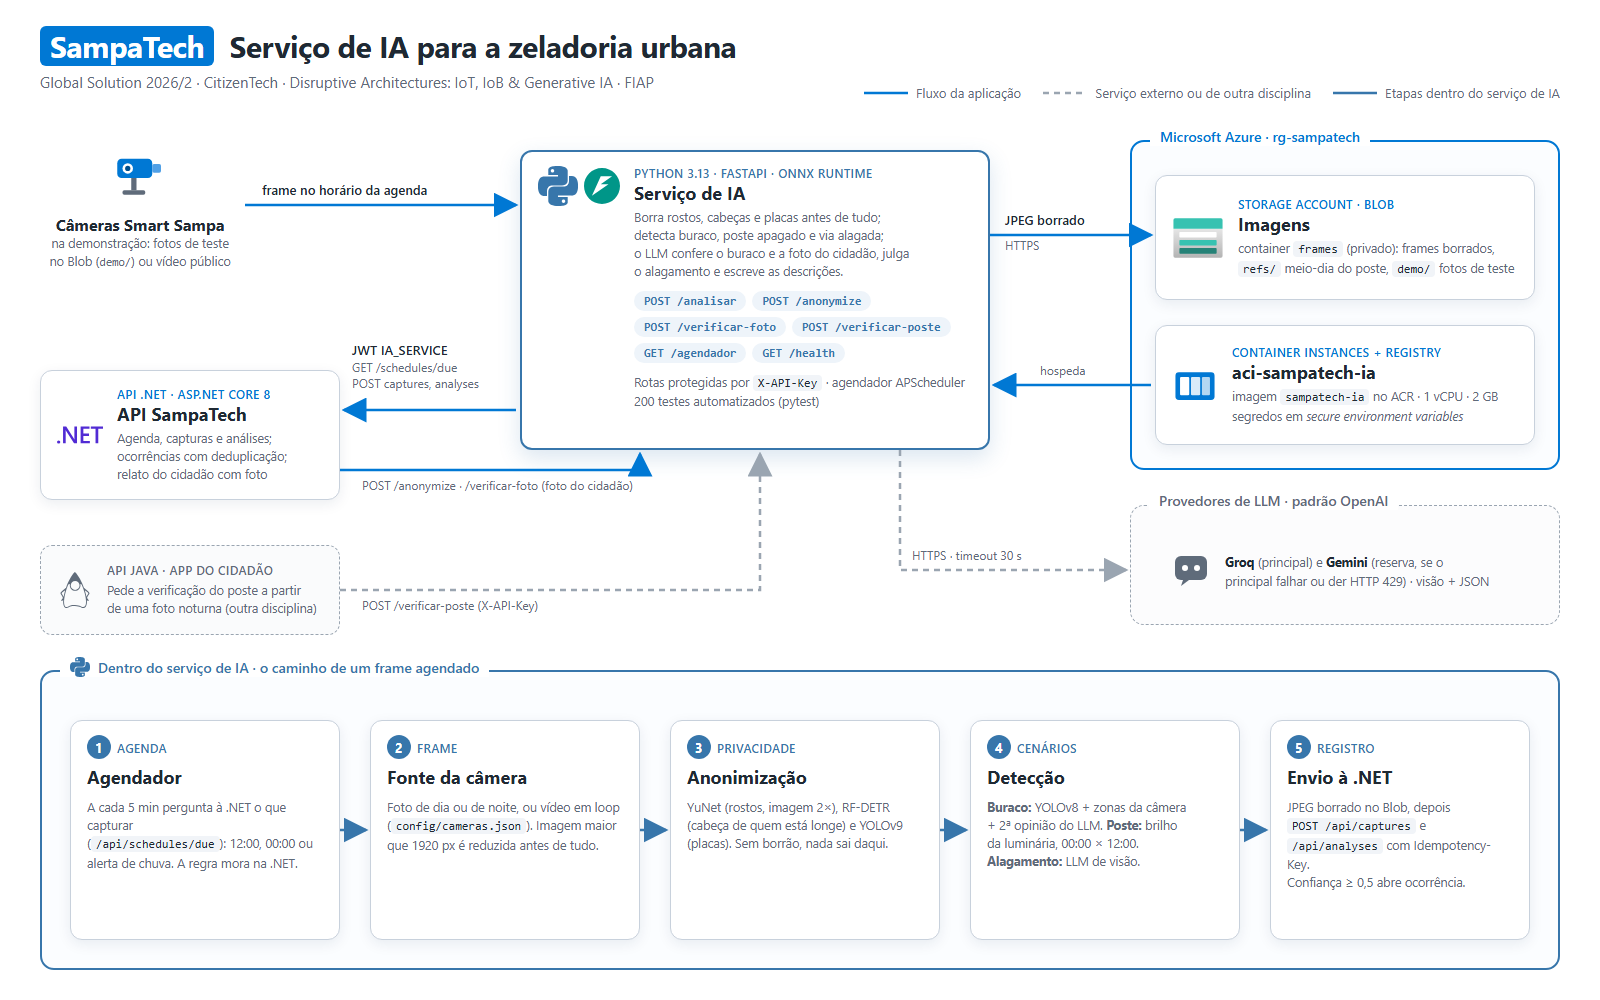 SampaTech Serviço de IA para a zeladoria urbana
Global Solution 2026/2 · CitizenTech · Disruptive Architectures: IoT, IoB & Generative IA · FIAP
Fluxo da aplicação
Serviço externo ou de outra disciplina
Etapas dentro do serviço de IA
Câmeras Smart Sampa
na demonstração: fotos de teste
no Blob (demo/) ou vídeo público
frame no horário da agenda
PYTHON 3.13 · FASTAPI · ONNX RUNTIME
Serviço de IA
Borra rostos, cabeças e placas antes de tudo;
detecta buraco, poste apagado e via alagada;
o LLM confere o buraco e a foto do cidadão, julga
o alagamento e escreve as descrições.
POST /analisar POST /anonymize
POST /verificar-foto POST /verificar-poste
GET /agendador GET /health
Rotas protegidas por X-API-Key · agendador APScheduler
200 testes automatizados (pytest)
JPEG borrado
HTTPS
Microsoft Azure · rg-sampatech
STORAGE ACCOUNT · BLOB
Imagens
container frames (privado): frames borrados,
refs/ meio-dia do poste, demo/ fotos de teste
hospeda
CONTAINER INSTANCES + REGISTRY
aci-sampatech-ia
imagem sampatech-ia no ACR · 1 vCPU · 2 GB
segredos em secure environment variables
JWT IA_SERVICE
GET /schedules/due
POST captures, analyses
API .NET · ASP.NET CORE 8
.NET
API SampaTech
Agenda, capturas e análises;
ocorrências com deduplicação;
relato do cidadão com foto
POST /anonymize · /verificar-foto (foto do cidadão)
API JAVA · APP DO CIDADÃO
Pede a verificação do poste a partir
de uma foto noturna (outra disciplina)
POST /verificar-poste (X-API-Key)
HTTPS · timeout 30 s
Provedores de LLM · padrão OpenAI
Groq (principal) e Gemini (reserva, se o
principal falhar ou der HTTP 429) · visão + JSON
Dentro do serviço de IA · o caminho de um frame agendado
1 AGENDA
Agendador
A cada 5 min pergunta à .NET o que
capturar
( /api/schedules/due ): 12:00, 00:00 ou
alerta de chuva. A regra mora na .NET.
2 FRAME
Fonte da câmera
Foto de dia ou de noite, ou vídeo em loop
( config/cameras.json ). Imagem maior
que 1920 px é reduzida antes de tudo.
3 PRIVACIDADE
Anonimização
YuNet (rostos, imagem 2×), RF-DETR
(cabeça de quem está longe) e YOLOv9
(placas). Sem borrão, nada sai daqui.
4 CENÁRIOS
Detecção
Buraco: YOLOv8 + zonas da câmera
+ 2ª opinião do LLM. Poste: brilho
da luminária, 00:00 × 12:00.
Alagamento: LLM de visão.
5 REGISTRO
Envio à .NET
JPEG borrado no Blob, depois
POST /api/captures e
/api/analyses com Idempotency-
Key.
Confiança ≥ 0,5 abre ocorrência.